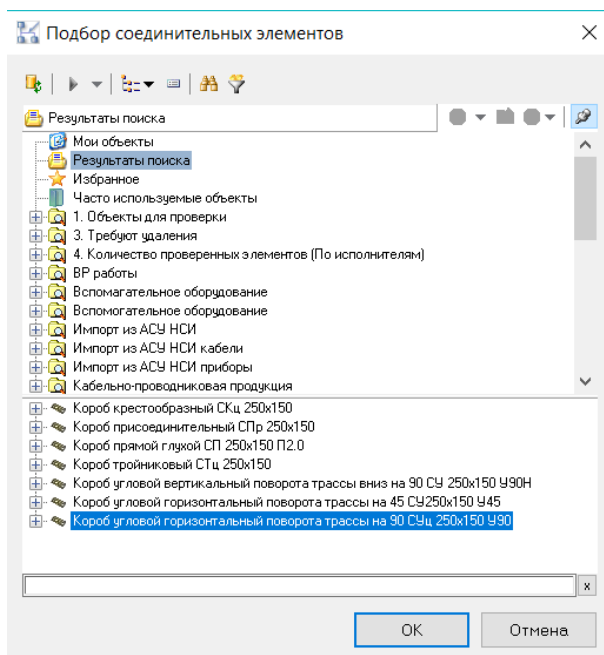 Подбор соединительных элементов
Результаты поиска
Мои объекты
Результаты поиска
Избранное
Часто используемые объекты
1. Объекты для проверки
3. Требуют удаления
4. Количество проверенных элементов (По исполнителям)
ВР работы
Вспомагательное оборудование
Вспомогательное оборудование
Импорт из АСУ НСИ
Импорт из АСУ НСИ кабели
Импорт из АСУ НСИ приборы
Кабельно-проводниковая продукция
Короб крестообразный СКц 250х150
Короб присоединительный СПр 250х150
Короб прямой глухой СП 250х150 П2.0
Короб тройниковый СТц 250х150
Короб угловой вертикальный поворота трассы вниз на 90 СУ 250х150 У90Н
Короб угловой горизонтальный поворота трассы на 45 СУ250х150 У45
Короб угловой горизонтальный поворота трассы на 90 СУц 250х150 У90
x
OK
Отмена